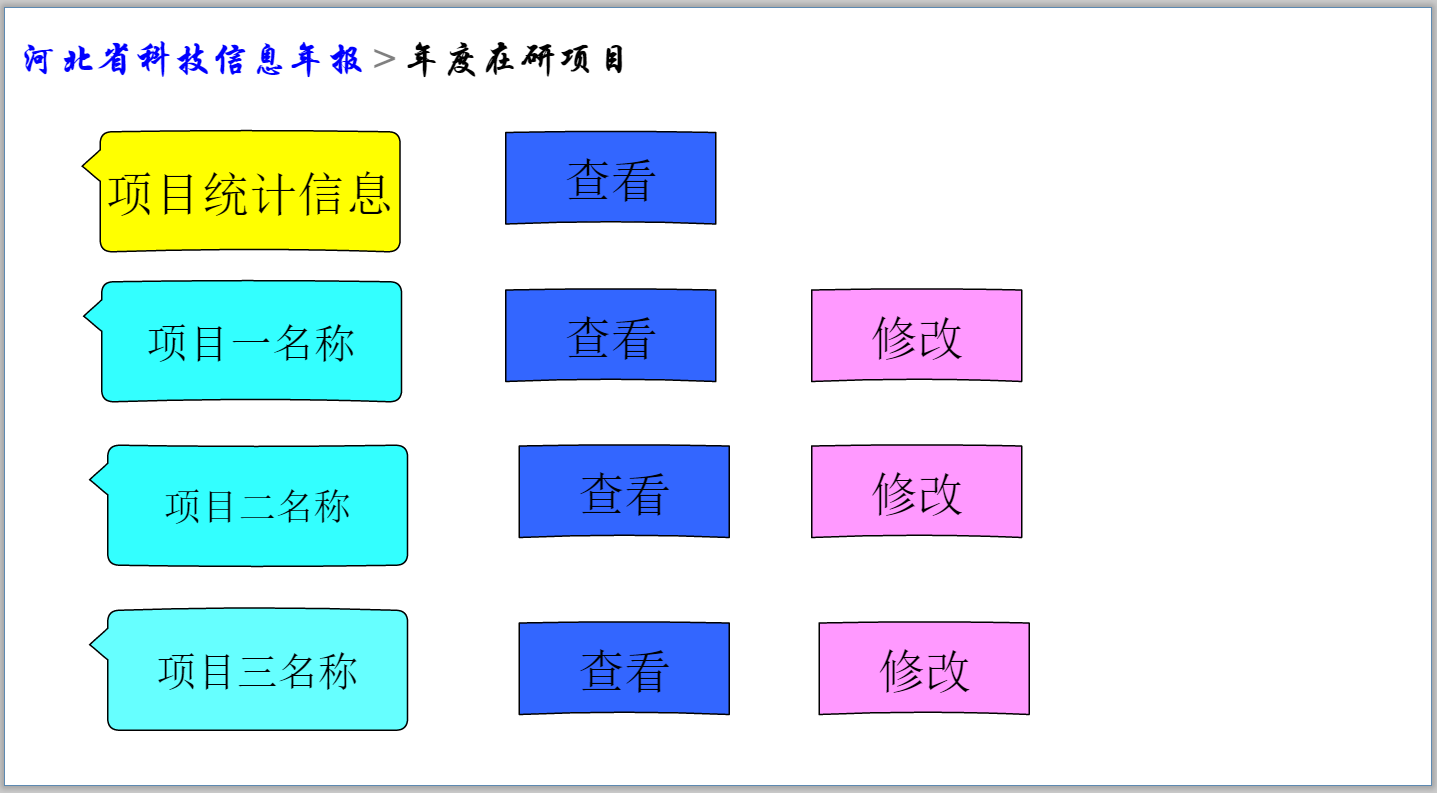 河北省科技信息年报>年度在研项目
项目统计信息 查看
项目一名称 查看 修改
项目二名称 查看 修改
项目三名称 查看 修改